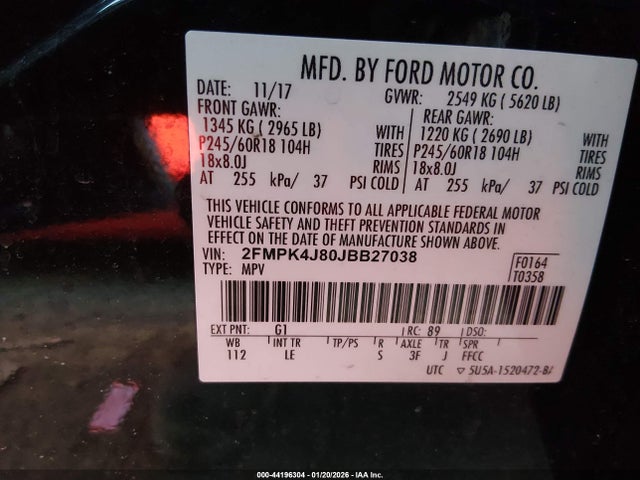 MFD. BY FORD MOTOR CO.
DATE: 11/17 GVWR: 2549 KG ( 5620 LB)
FRONT GAWR: REAR GAWR:
1345 KG ( 2965 LB) WITH 1220 KG ( 2690 LB) WITH
P245/60R18 104H TIRES P245/60R18 104H TIRES
18x8.0J RIMS 18x8.0J RIMS
AT 255 kPa/ 37 PSI COLD AT 255 kPa/ 37 PSI COLD
THIS VEHICLE CONFORMS TO ALL APPLICABLE FEDERAL MOTOR
VEHICLE SAFETY AND THEFT PREVENTION STANDARDS IN
EFFECT ON THE DATE OF MANUFACTURE SHOWN ABOVE.
VIN: 2FMPK4J80JBB27038 F0164
TYPE: MPV T0358
EXT PNT: G1 RC: 89 DSO:
WB INT TR TP/PS R AXLE TR SPR
112 LE S 3F J FFCC
UTC ▽ 5U5A-1520472-BA
000-44196304 - 01/20/2026 - IAA Inc.